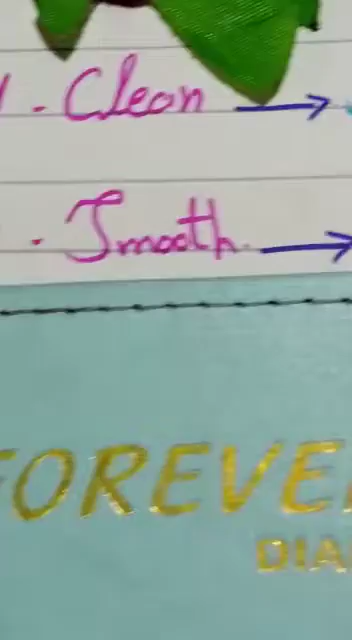 . Clean →
. Smooth →
FOREVE
DIA